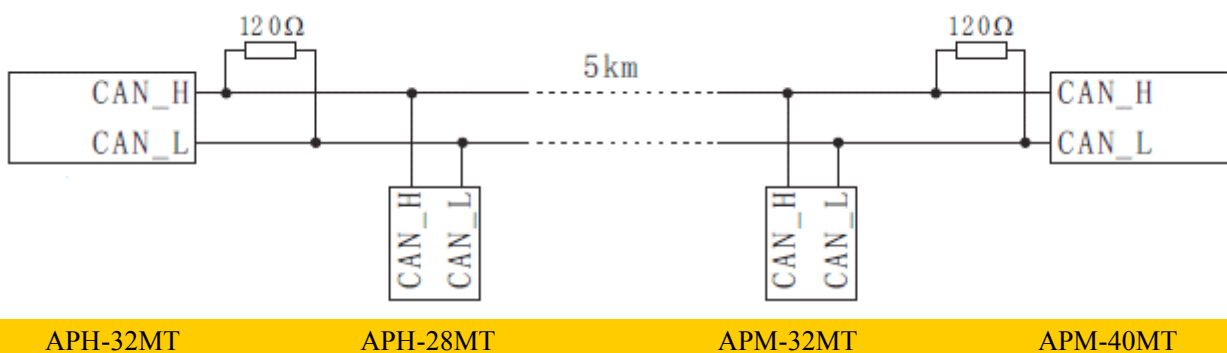 120Ω 120Ω
5km
CAN_H CAN_H
CAN_L CAN_L
CAN_H CAN_L CAN_H CAN_L
APH-32MT APH-28MT APM-32MT APM-40MT